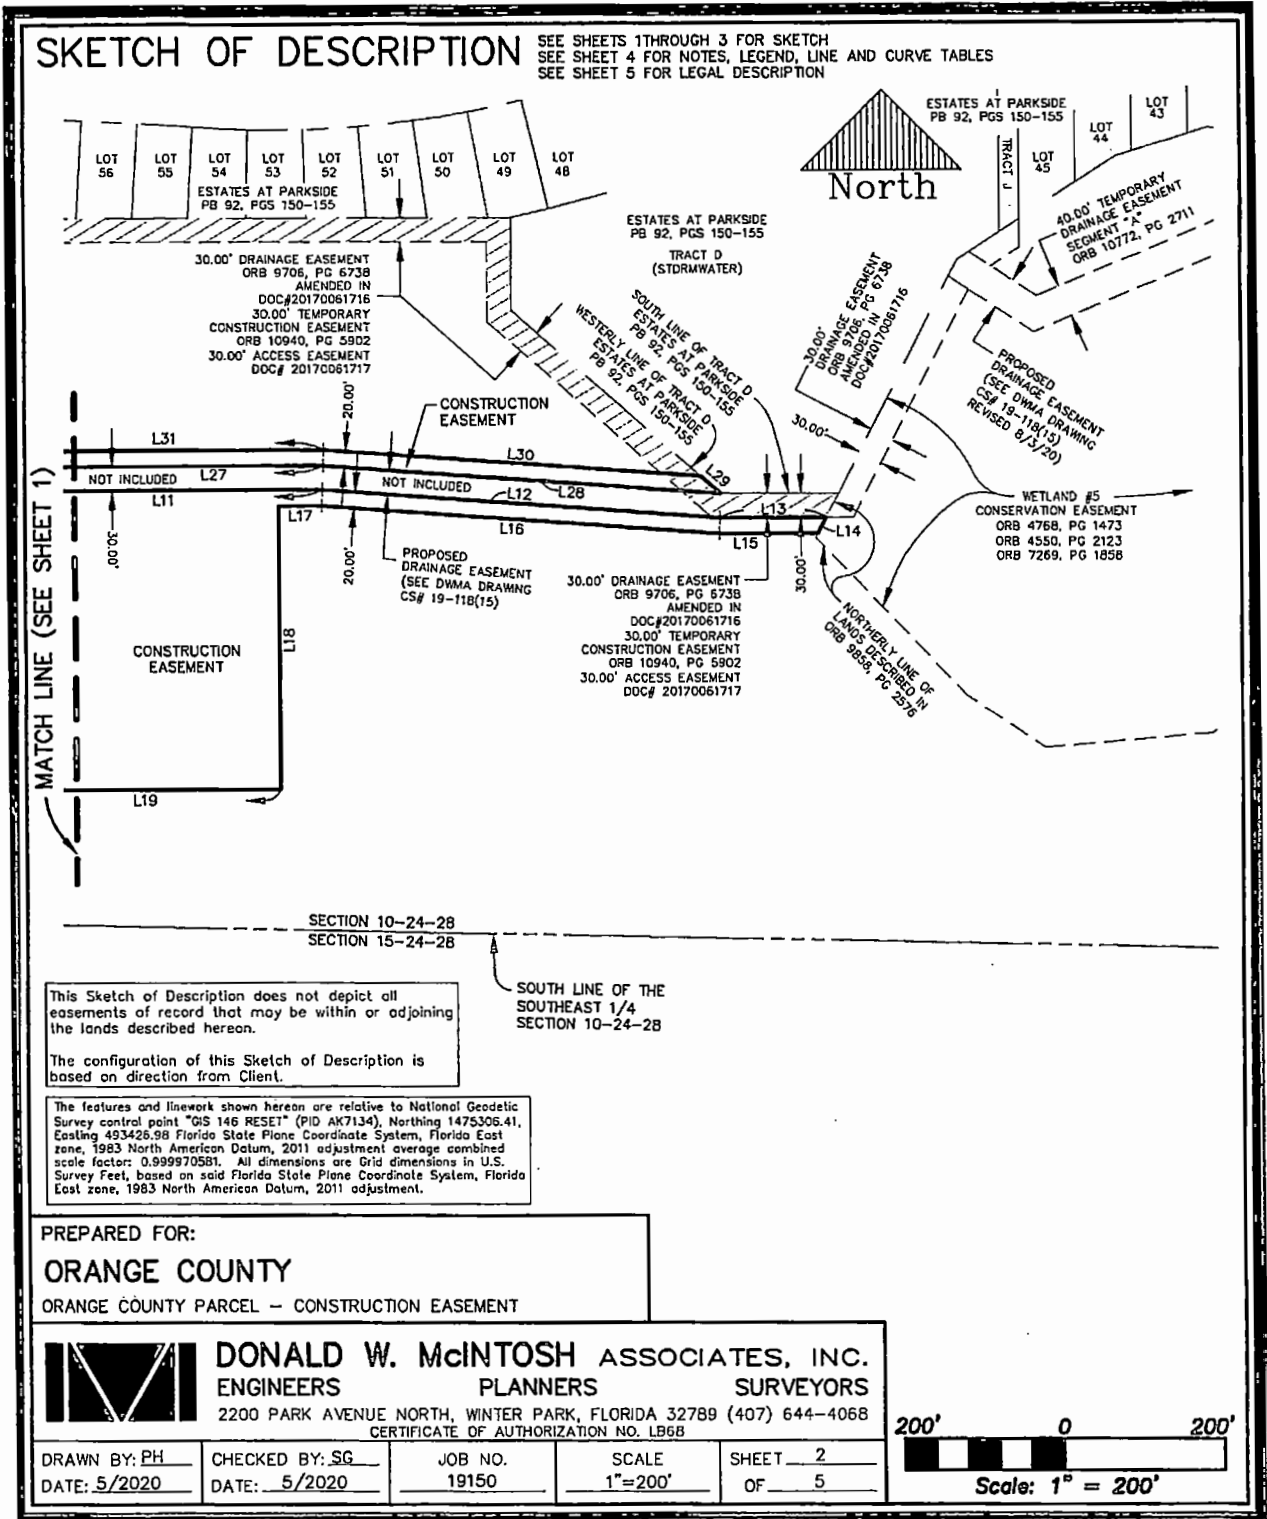 SKETCH OF DESCRIPTION
SEE SHEETS 1THROUGH 3 FOR SKETCH
SEE SHEET 4 FOR NOTES, LEGEND, LINE AND CURVE TABLES
SEE SHEET 5 FOR LEGAL DESCRIPTION
LOT 56
LOT 55
LOT 54
LOT 53
LOT 52
LOT 51
LOT 50
LOT 49
LOT 48
ESTATES AT PARKSIDE
PB 92, PGS 150-155
North
ESTATES AT PARKSIDE
PB 92, PGS 150-155
TRACT J
LOT 45
LOT 44
LOT 43
40.00' TEMPORARY
DRAINAGE EASEMENT
SEGMENT "A"
ORB 10772, PG 2711
ESTATES AT PARKSIDE
PB 92, PGS 150-155
TRACT D
(STORMWATER)
30.00' DRAINAGE EASEMENT
ORB 9706, PG 6738
AMENDED IN
DOC#20170061716
30.00' TEMPORARY
CONSTRUCTION EASEMENT
ORB 10940, PG 5902
30.00' ACCESS EASEMENT
DOC# 20170061717
SOUTH LINE OF TRACT D
ESTATES AT PARKSIDE
PB 92, PGS 150-155
WESTERLY LINE OF TRACT D
ESTATES AT PARKSIDE
PB 92, PGS 150-155
30.00'
DRAINAGE EASEMENT
ORB 9706, PG 6738
AMENDED IN
DOC#20170061716
30.00'
PROPOSED
DRAINAGE EASEMENT
(SEE DWMA DRAWING
CS# 19-118(15)
REVISED 8/3/20)
WETLAND #5
CONSERVATION EASEMENT
ORB 4768, PG 1473
ORB 4550, PG 2123
ORB 7269, PG 1858
MATCH LINE (SEE SHEET 1)
20.00'
CONSTRUCTION
EASEMENT
L31
L30
L29
NOT INCLUDED
L27
NOT INCLUDED
L28
L11
L12
L13
L14
L17
L16
L15
30.00'
20.00'
30.00'
PROPOSED
DRAINAGE EASEMENT
(SEE DWMA DRAWING
CS# 19-118(15)
30.00' DRAINAGE EASEMENT
ORB 9706, PG 6738
AMENDED IN
DOC#20170061716
30.00' TEMPORARY
CONSTRUCTION EASEMENT
ORB 10940, PG 5902
30.00' ACCESS EASEMENT
DOC# 20170061717
NORTHERLY LINE OF
LANDS DESCRIBED IN
ORB 9858, PG 2576
CONSTRUCTION
EASEMENT
L18
L19
SECTION 10-24-28
SECTION 15-24-28
SOUTH LINE OF THE
SOUTHEAST 1/4
SECTION 10-24-28
This Sketch of Description does not depict all
easements of record that may be within or adjoining
the lands described hereon.
The configuration of this Sketch of Description is
based on direction from Client.
The features and linework shown hereon are relative to National Geodetic
Survey control point "GIS 146 RESET" (PID AK7134), Northing 1475306.41,
Easting 493426.98 Florida State Plane Coordinate System, Florida East
zone, 1983 North American Datum, 2011 adjustment average combined
scale factor: 0.999970581. All dimensions are Grid dimensions in U.S.
Survey Feet, based on said Florida State Plane Coordinate System, Florida
East zone, 1983 North American Datum, 2011 adjustment.
PREPARED FOR:
ORANGE COUNTY
ORANGE COUNTY PARCEL - CONSTRUCTION EASEMENT
DONALD W. McINTOSH ASSOCIATES, INC.
ENGINEERS PLANNERS SURVEYORS
2200 PARK AVENUE NORTH, WINTER PARK, FLORIDA 32789 (407) 644-4068
CERTIFICATE OF AUTHORIZATION NO. LB68
DRAWN BY: PH
DATE: 5/2020
CHECKED BY: SG
DATE: 5/2020
JOB NO.
19150
SCALE
1"=200'
SHEET 2
OF 5
200' 0 200'
Scale: 1" = 200'